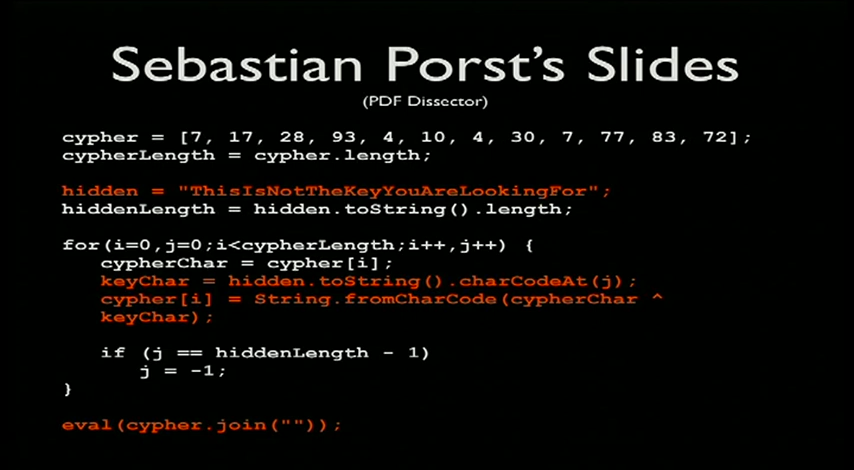 Sebastian Porst's Slides
(PDF Dissector)
cypher = [7, 17, 28, 93, 4, 10, 4, 30, 7, 77, 83, 72];
cypherLength = cypher.length;
hidden = "ThisIsNotTheKeyYouAreLookingFor";
hiddenLength = hidden.toString().length;
for(i=0,j=0;i<cypherLength;i++,j++) {
cypherChar = cypher[i];
keyChar = hidden.toString().charCodeAt(j);
cypher[i] = String.fromCharCode(cypherChar ^
keyChar);
if (j == hiddenLength - 1)
j = -1;
}
eval(cypher.join(""));